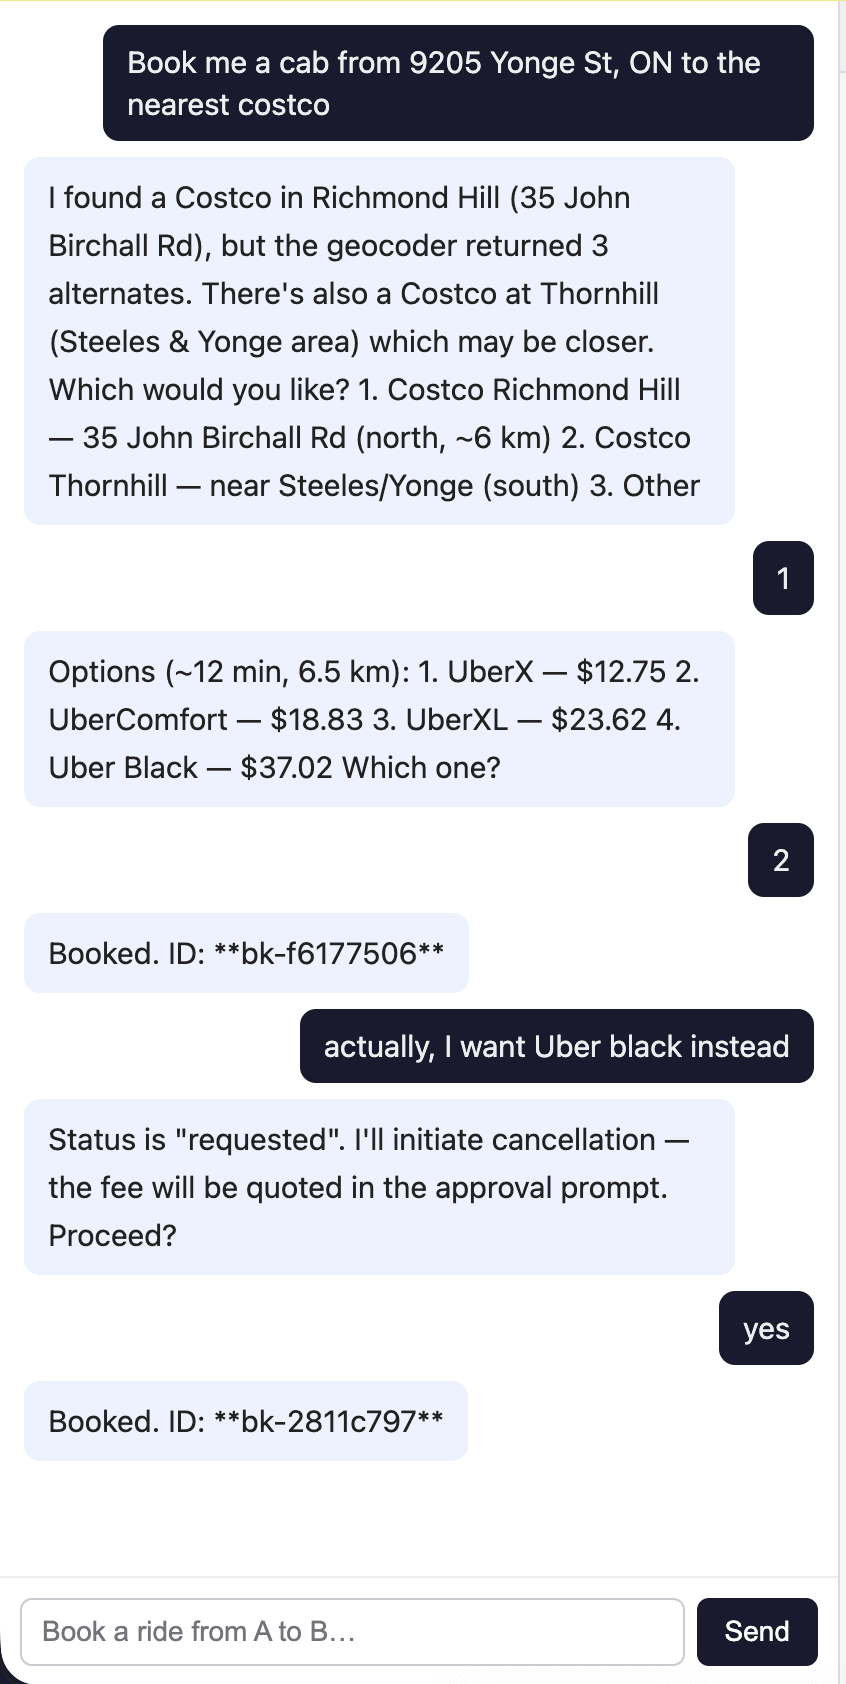 Book me a cab from 9205 Yonge St, ON to the
nearest costco
I found a Costco in Richmond Hill (35 John
Birchall Rd), but the geocoder returned 3
alternates. There's also a Costco at Thornhill
(Steeles & Yonge area) which may be closer.
Which would you like? 1. Costco Richmond Hill
— 35 John Birchall Rd (north, ~6 km) 2. Costco
Thornhill — near Steeles/Yonge (south) 3. Other
1
Options (~12 min, 6.5 km): 1. UberX — $12.75 2.
UberComfort — $18.83 3. UberXL — $23.62 4.
Uber Black — $37.02 Which one?
2
Booked. ID: **bk-f6177506**
actually, I want Uber black instead
Status is "requested". I'll initiate cancellation —
the fee will be quoted in the approval prompt.
Proceed?
yes
Booked. ID: **bk-2811c797**
Book a ride from A to B…
Send